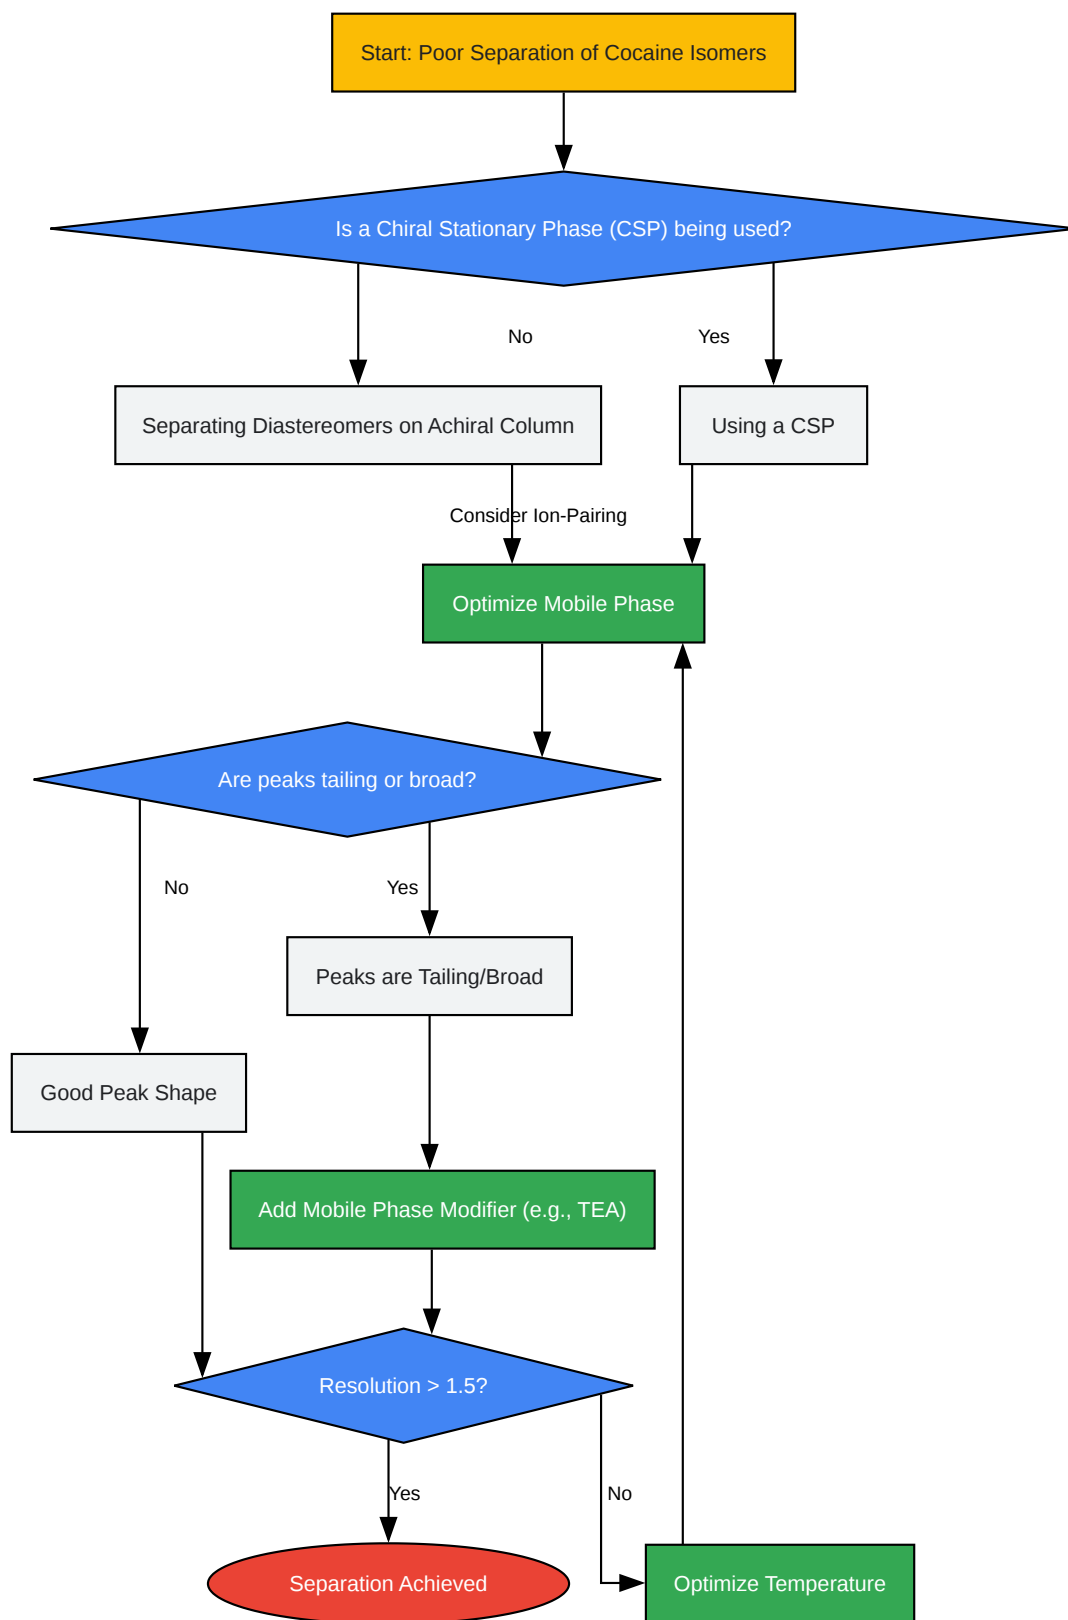 Start: Poor Separation of Cocaine Isomers
Is a Chiral Stationary Phase (CSP) being used?
No
Yes
Separating Diastereomers on Achiral Column
Using a CSP
Consider Ion-Pairing
Optimize Mobile Phase
Are peaks tailing or broad?
No
Yes
Peaks are Tailing/Broad
Good Peak Shape
Add Mobile Phase Modifier (e.g., TEA)
Resolution > 1.5?
Yes
No
Separation Achieved
Optimize Temperature